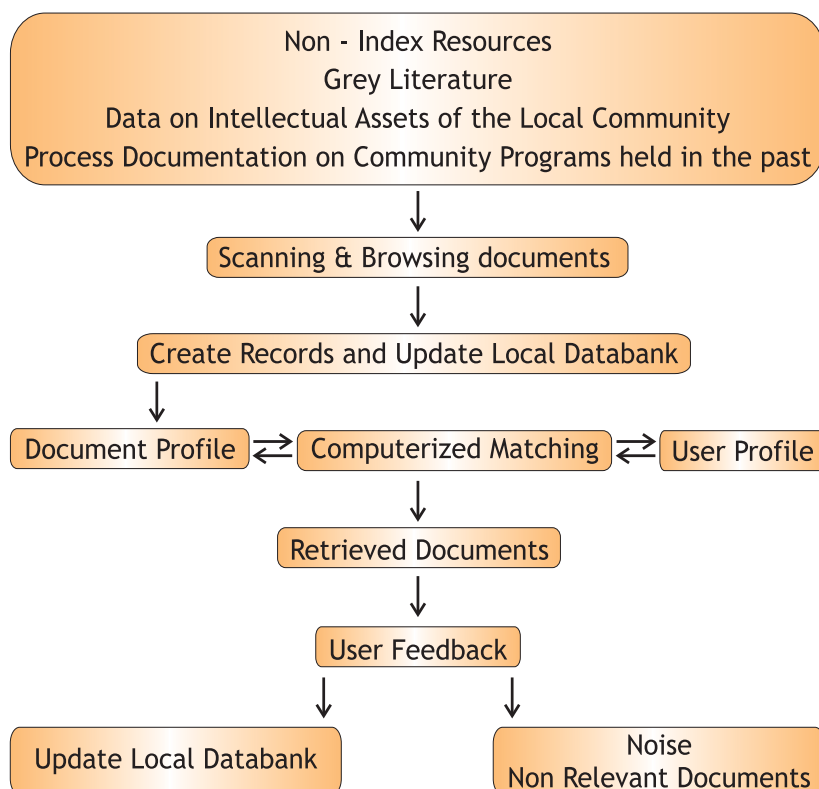 Non - Index Resources
Grey Literature
Data on Intellectual Assets of the Local Community
Process Documentation on Community Programs held in the past
Scanning & Browsing documents
Create Records and Update Local Databank
Document Profile
Computerized Matching
User Profile
Retrieved Documents
User Feedback
Update Local Databank
Noise
Non Relevant Documents